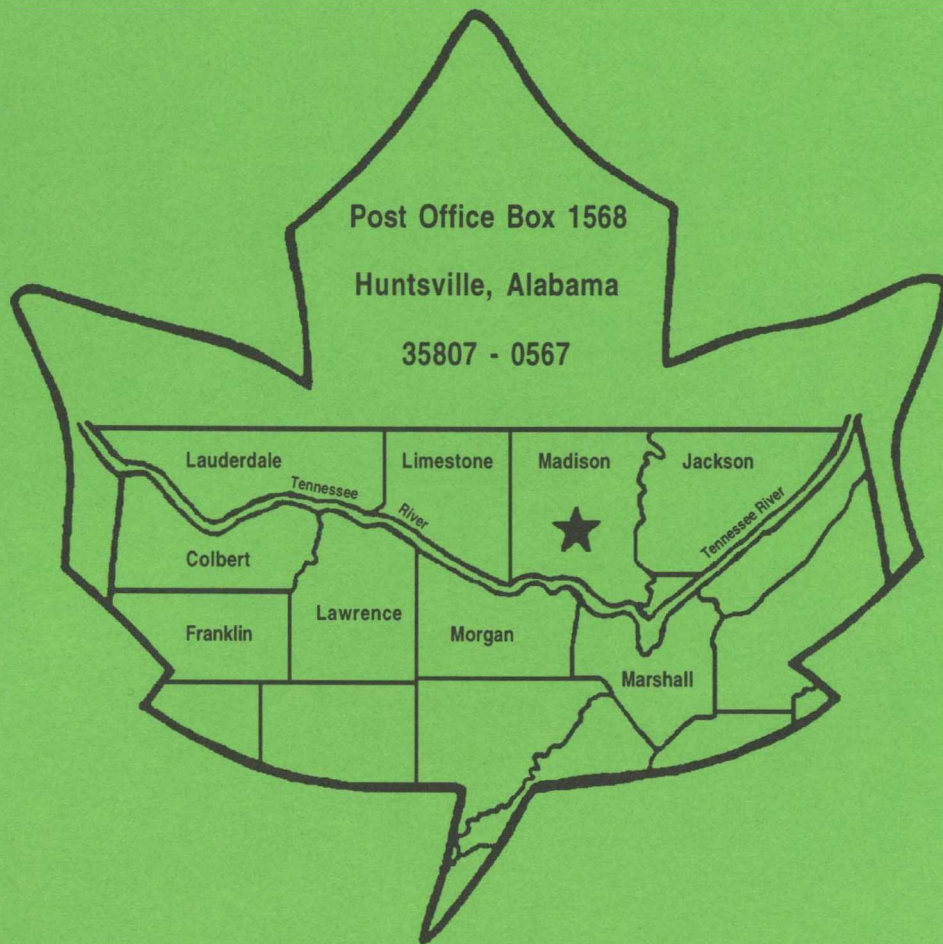 Post Office Box 1568
Huntsville, Alabama
35807 - 0567
Lauderdale
Limestone
Madison
Jackson
Tennessee
River
Tennessee River
Colbert
Lawrence
Franklin
Morgan
Marshall